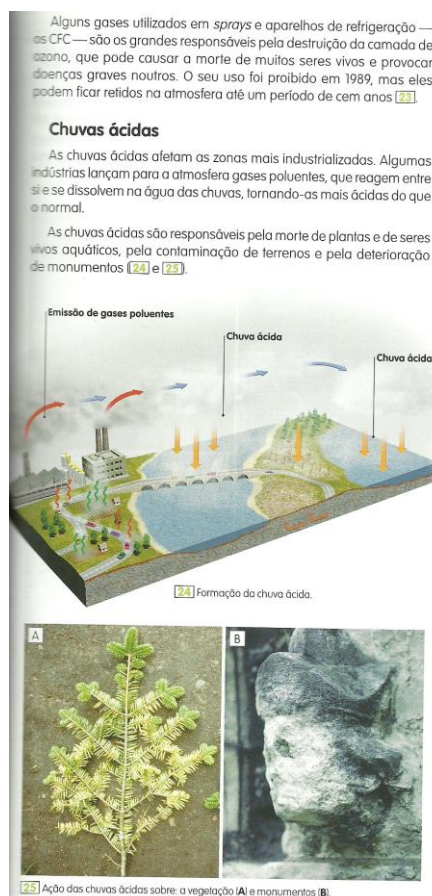 Alguns gases utilizados em sprays e aparelhos de refrigeração —
os CFC — são os grandes responsáveis pela destruição da camada de
ozono, que pode causar a morte de muitos seres vivos e provocar
doenças graves noutros. O seu uso foi proibido em 1989, mas eles
podem ficar retidos na atmosfera até um período de cem anos 23.
Chuvas ácidas
As chuvas ácidas afetam as zonas mais industrializadas. Algumas
indústrias lançam para a atmosfera gases poluentes, que reagem entre
si e se dissolvem na água das chuvas, tornando-as mais ácidas do que
o normal.
As chuvas ácidas são responsáveis pela morte de plantas e de seres
vivos aquáticos, pela contaminação de terrenos e pela deterioração
de monumentos (24 e 25).
Emissão de gases poluentes
Chuva ácida
Chuva ácida
24 Formação da chuva ácida.
A
B
25 Ação das chuvas ácidas sobre: a vegetação (A) e monumentos (B).